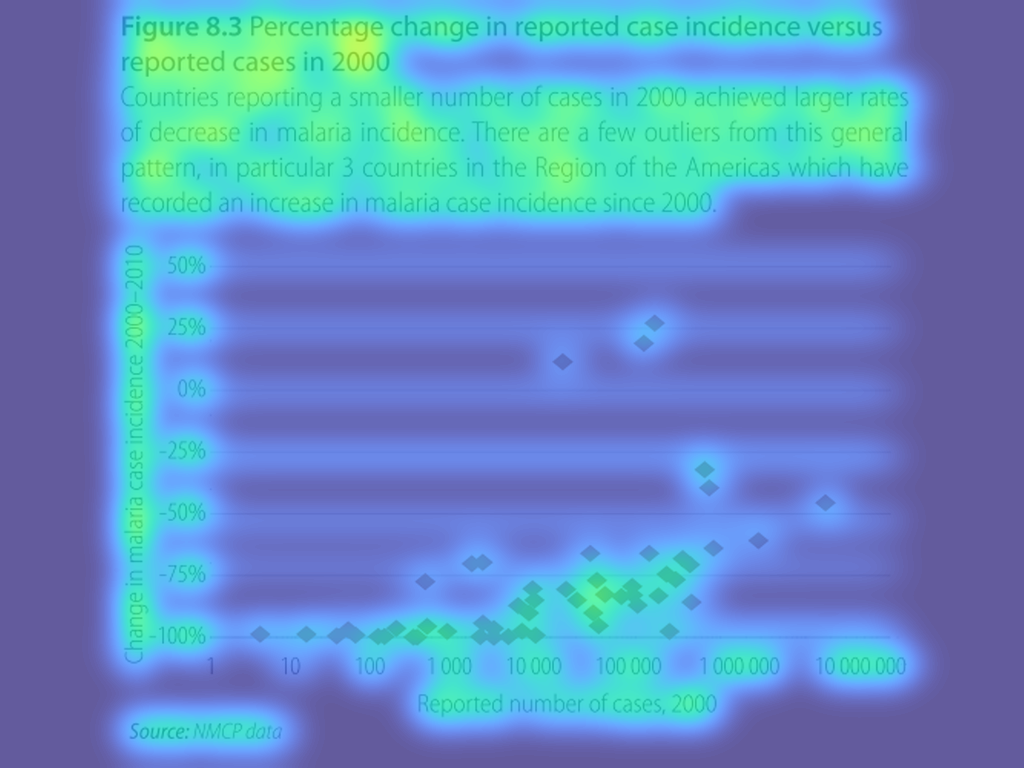 Figure 8.3 Percentage change in reported case incidence versus
reported cases in 2000
Countries reporting a smaller number of cases in 2000 achieved larger rates
of decrease in malaria incidence. There are a few outliers from this general
pattern, in particular 3 countries in the Region of the Americas which have
recorded an increase in malaria case incidence since 2000.
Change in malaria case incidence 2000–2010
50%
25%
0%
-25%
-50%
-75%
-100%
1 10 100 1 000 10 000 100 000 1 000 000 10 000 000
Reported number of cases, 2000
Source: NMCP data